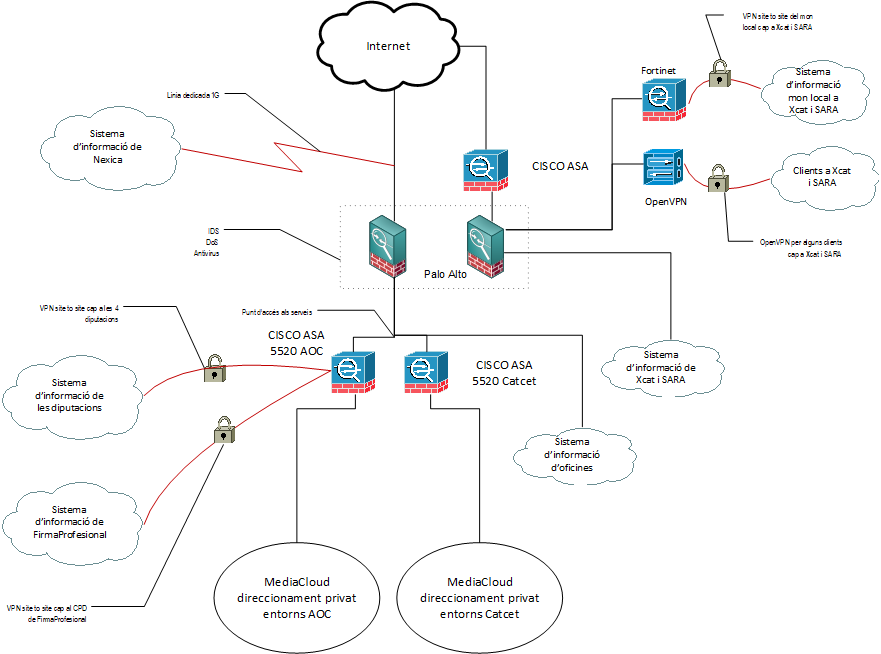 VPN site to site del mon
local cap a Xcat i SARA
Internet
Fortinet
Sistema
d’informació
mon local a
Xcat i SARA
Linia dedicada 1G
Sistema
d’informació de
Nexica
CISCO ASA
Clients a Xcat
i SARA
OpenVPN
IDS
DoS
Antivirus
OpenVPN per alguns clients
cap a Xcat i SARA
Palo Alto
VPN site to site cap a les 4
diputacions
Punt d'accés als serveis
CISCO ASA
5520 AOC
CISCO ASA
5520 Catcet
Sistema
d’informació de
Xcat i SARA
Sistema
d’informació de
les diputacions
Sistema
d’informació
d’oficines
Sistema
d’informació de
FirmaProfesional
MediaCloud
direccionament privat
entorns AOC
MediaCloud
direccionament privat
entorns Catcet
VPN site to site cap al CPD
de FirmaProfesional